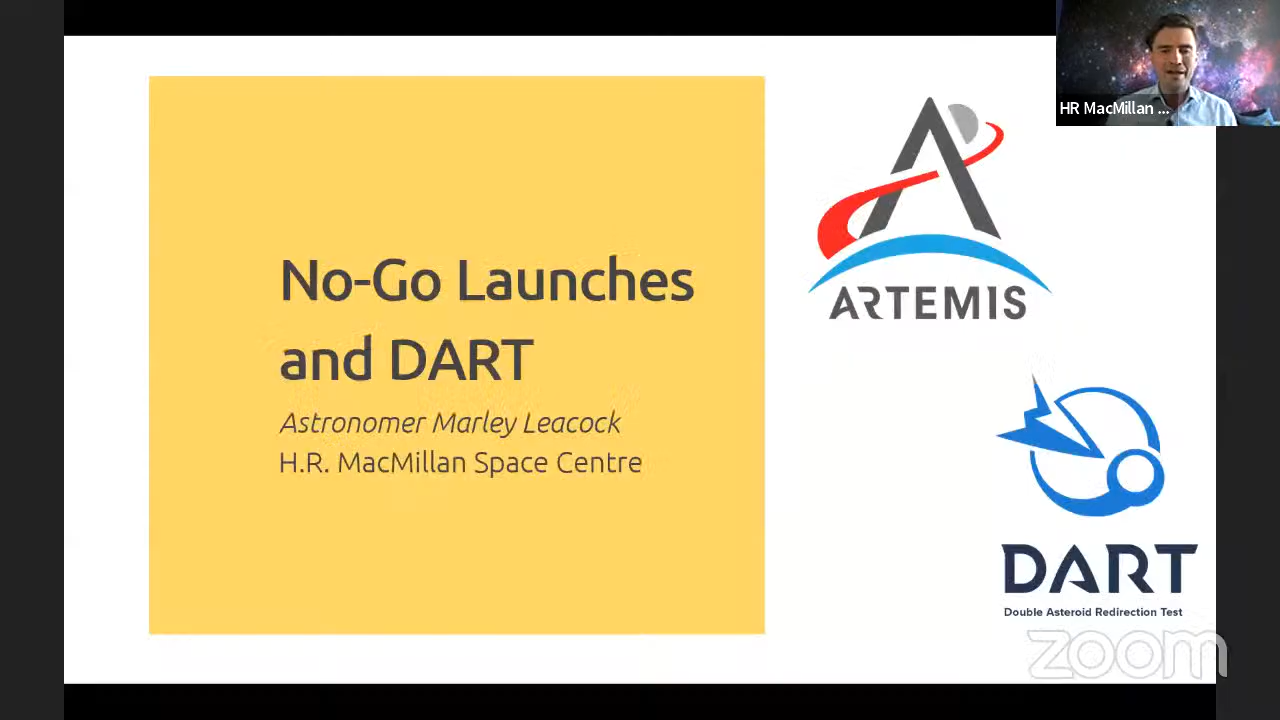 No-Go Launches
and DART
Astronomer Marley Leacock
H.R. MacMillan Space Centre
ARTEMIS
DART
Double Asteroid Redirection Test
HR MacMillan ...
zoom